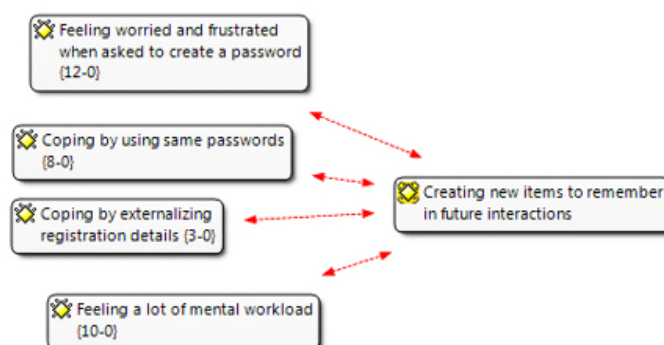 Feeling worried and frustrated
when asked to create a password
{12-0}
Coping by using same passwords
{8-0}
Coping by externalizing
registration details {3-0}
Feeling a lot of mental workload
{10-0}
Creating new items to remember
in future interactions